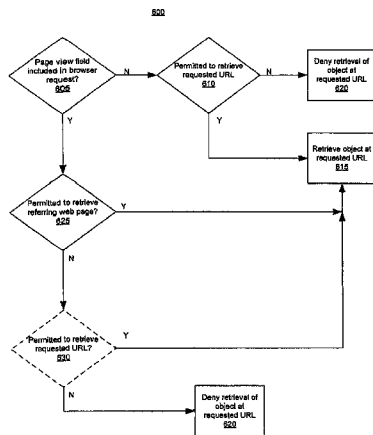 600
Page view field
included in browser
request?
605
N
Permitted to retrieve
requested URL
610
N
Deny retrieval of
object at
requested URL
620
Y
Y
Retrieve object at
requested URL
615
Permitted to retrieve
referring web page?
625
Y
N
Permitted to retrieve
requested URL?
630
Y
N
Deny retrieval of
object at
requested URL
620